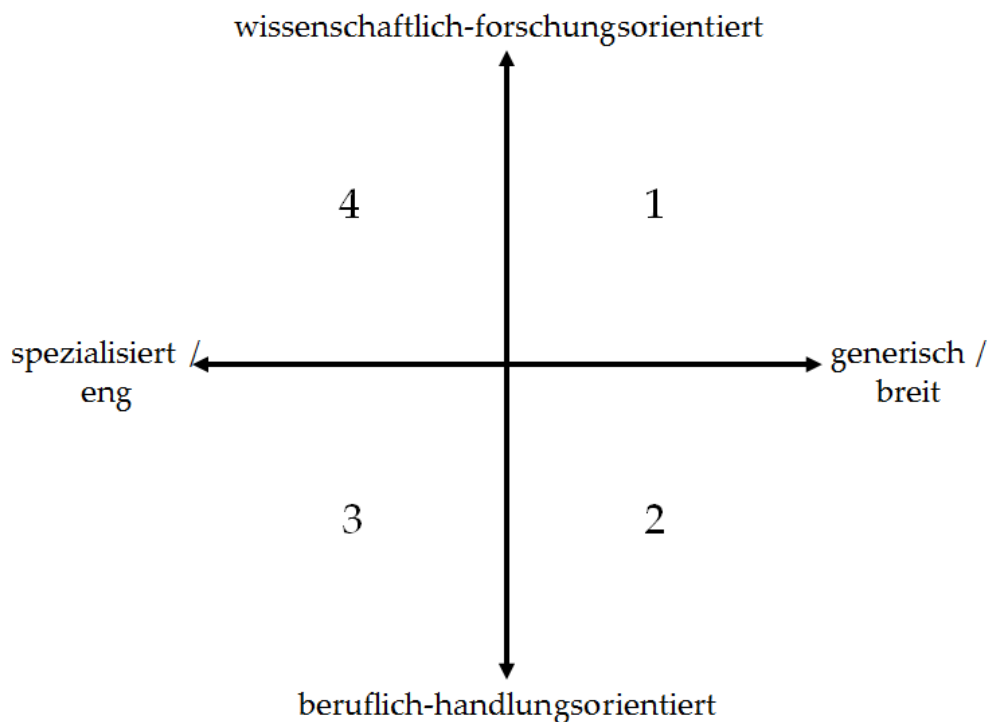 wissenschaftlich-forschungsorientiert
4
1
spezialisiert /
eng
generisch /
breit
3
2
beruflich-handlungsorientiert